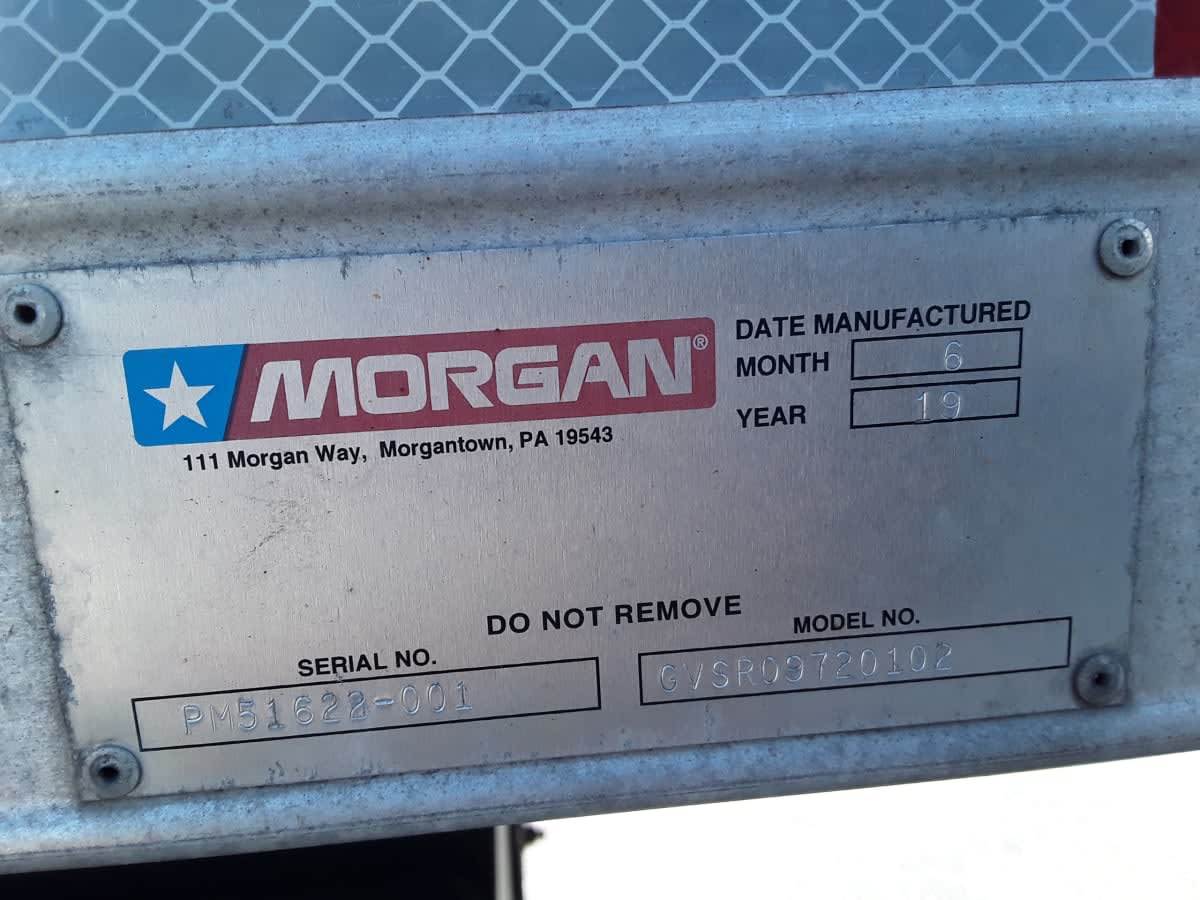 MORGAN®
111 Morgan Way, Morgantown, PA 19543
DATE MANUFACTURED
MONTH 6
YEAR 19
DO NOT REMOVE
SERIAL NO.
PM51622-001
MODEL NO.
GVSR09720102